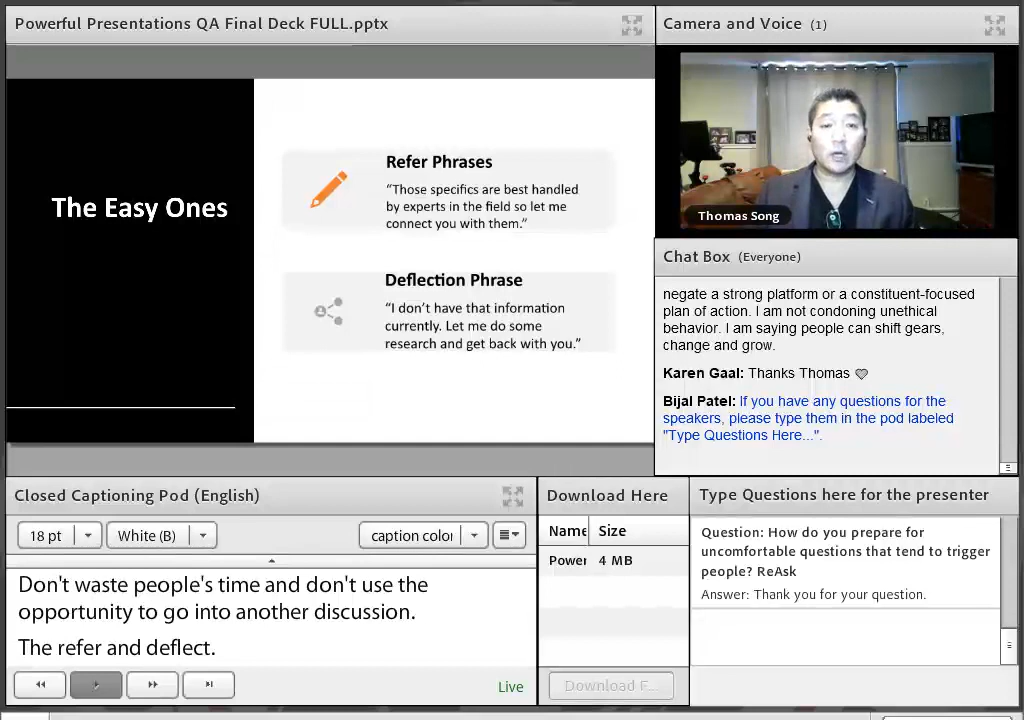 Powerful Presentations QA Final Deck FULL.pptx
The Easy Ones
Refer Phrases
“Those specifics are best handled
by experts in the field so let me
connect you with them.”
Deflection Phrase
“I don’t have that information
currently. Let me do some
research and get back with you.”
Camera and Voice (1)
Thomas Song
Chat Box (Everyone)
negate a strong platform or a constituent-focused
plan of action. I am not condoning unethical
behavior. I am saying people can shift gears,
change and grow.
Karen Gaal: Thanks Thomas
Bijal Patel: If you have any questions for the
speakers, please type them in the pod labeled
"Type Questions Here...".
Closed Captioning Pod (English)
18 pt
White (B)
caption color
Don't waste people's time and don't use the
opportunity to go into another discussion.
The refer and deflect.
Live
Download Here
Name Size
Power 4 MB
Download F...
Type Questions here for the presenter
Question: How do you prepare for
uncomfortable questions that tend to trigger
people? ReAsk
Answer: Thank you for your question.